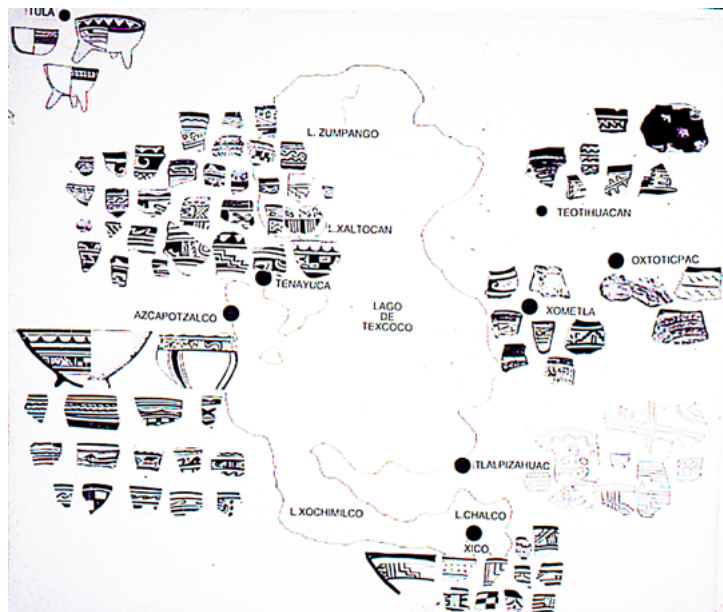 TULA
L. ZUMPANGO
L.XALTOCAN
TEOTIHUACAN
OXTOTICPAC
TENAYUCA
AZCAPOTZALCO
XOMETLA
LAGO
DE
TEXCOCO
TLALPIZAHUAC
L.XOCHIMILCO
L.CHALCO
XICO